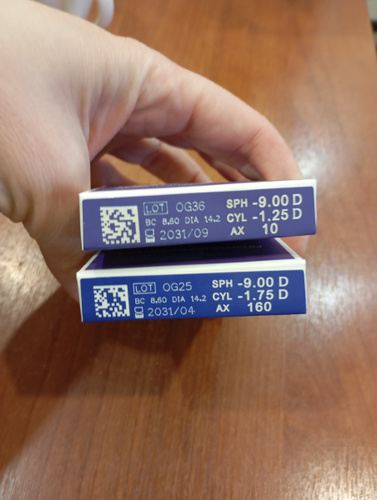 LOT OG36 SPH -9.00 D
BC 8.60 DIA 14.2 CYL -1.25 D
2031/09 AX 10
LOT OG25 SPH -9.00 D
BC 8.60 DIA 14.2 CYL -1.75 D
2031/04 AX 160